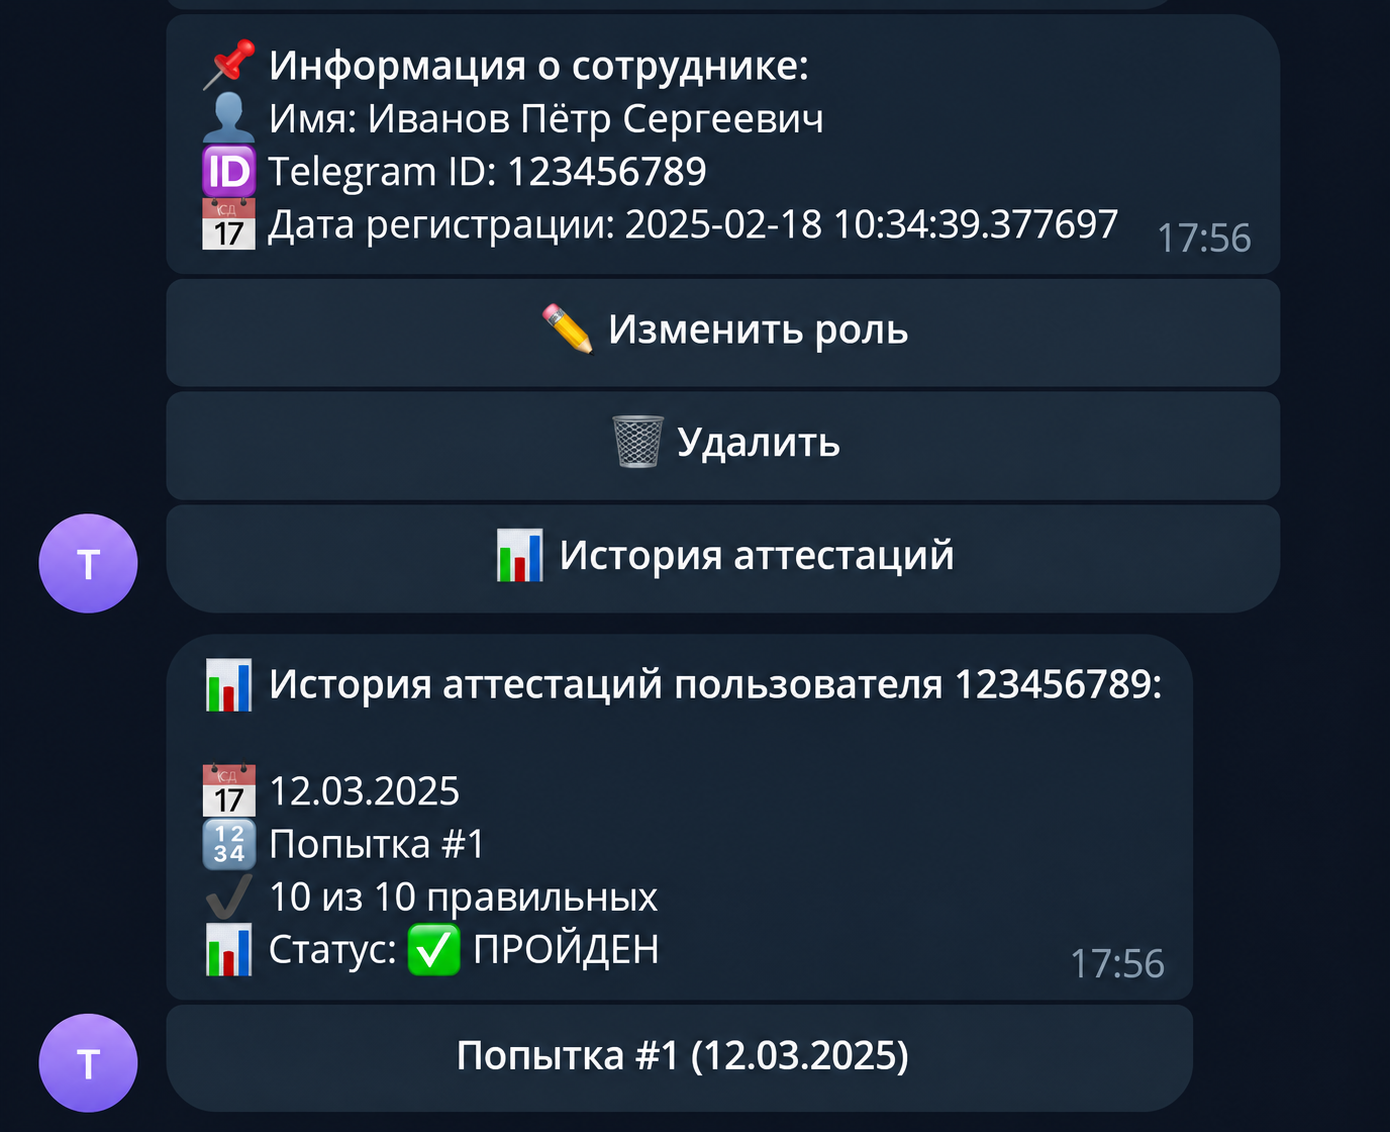 📌 Информация о сотруднике:
👤 Имя: Иванов Пётр Сергеевич
🆔 Telegram ID: 123456789
📅 Дата регистрации: 2025-02-18 10:34:39.377697
17:56
✏️ Изменить роль
🗑️ Удалить
T
📊 История аттестаций
📊 История аттестаций пользователя 123456789:
📅 12.03.2025
🔢 Попытка #1
✔️ 10 из 10 правильных
📊 Статус: ✅ ПРОЙДЕН
17:56
T
Попытка #1 (12.03.2025)